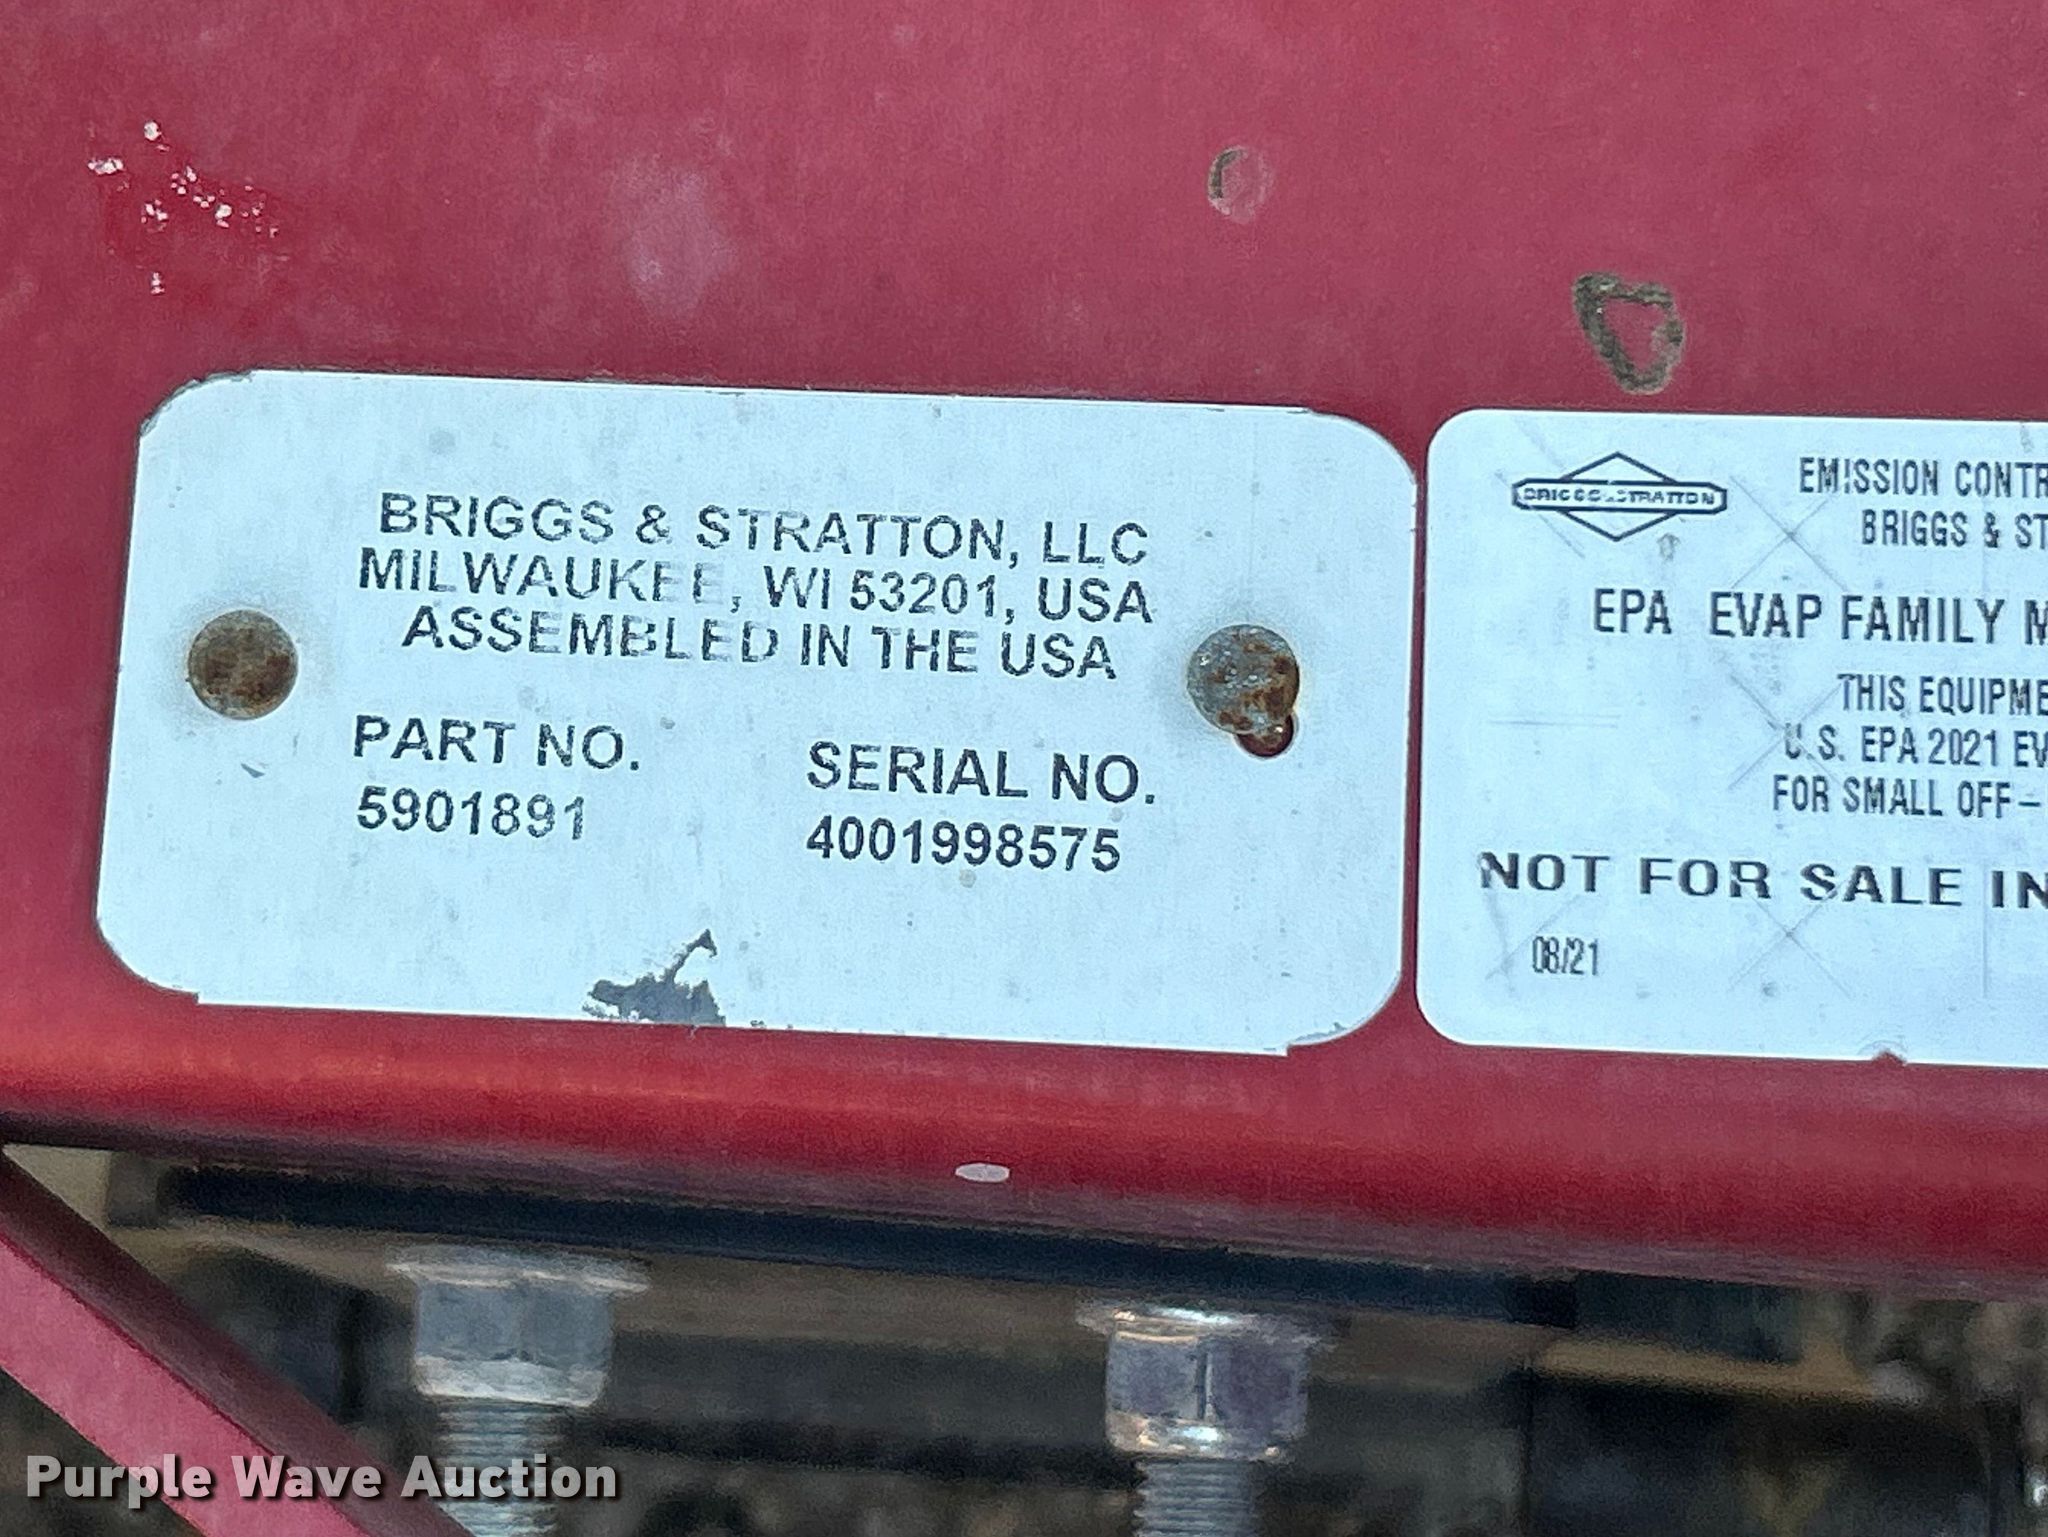 BRIGGS & STRATTON, LLC
MILWAUKEE, WI 53201, USA
ASSEMBLED IN THE USA
PART NO.
5901891
SERIAL NO.
4001998575
BRIGGS & STRATTON
EMISSION CONTR
BRIGGS & ST
EPA EVAP FAMILY M
THIS EQUIPME
U.S. EPA 2021 EV
FOR SMALL OFF-
NOT FOR SALE IN
08/21
Purple Wave Auction